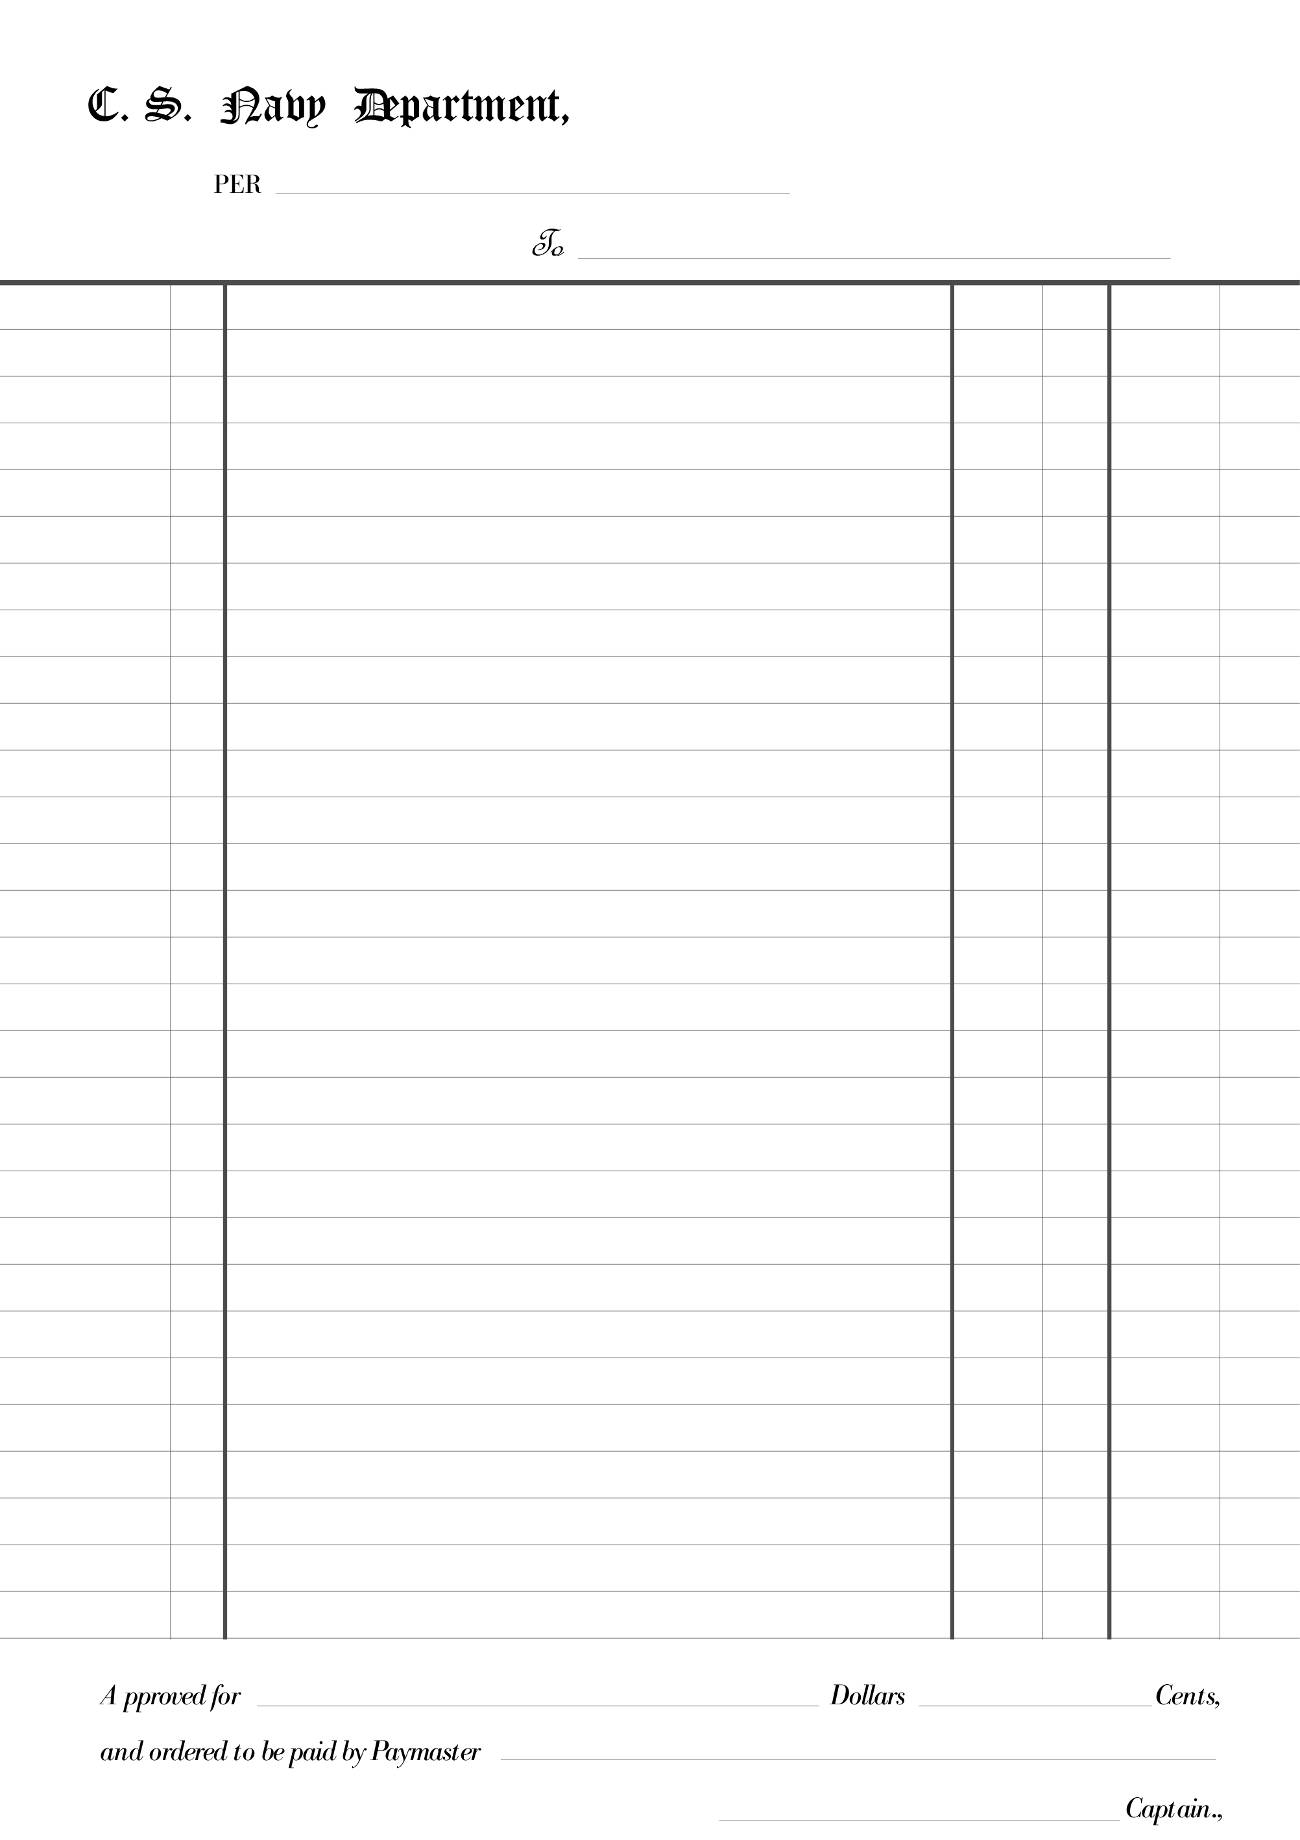 C. S. Navy Department,
PER
To
Approved for Dollars Cents,
and ordered to be paid by Paymaster
Captain.,